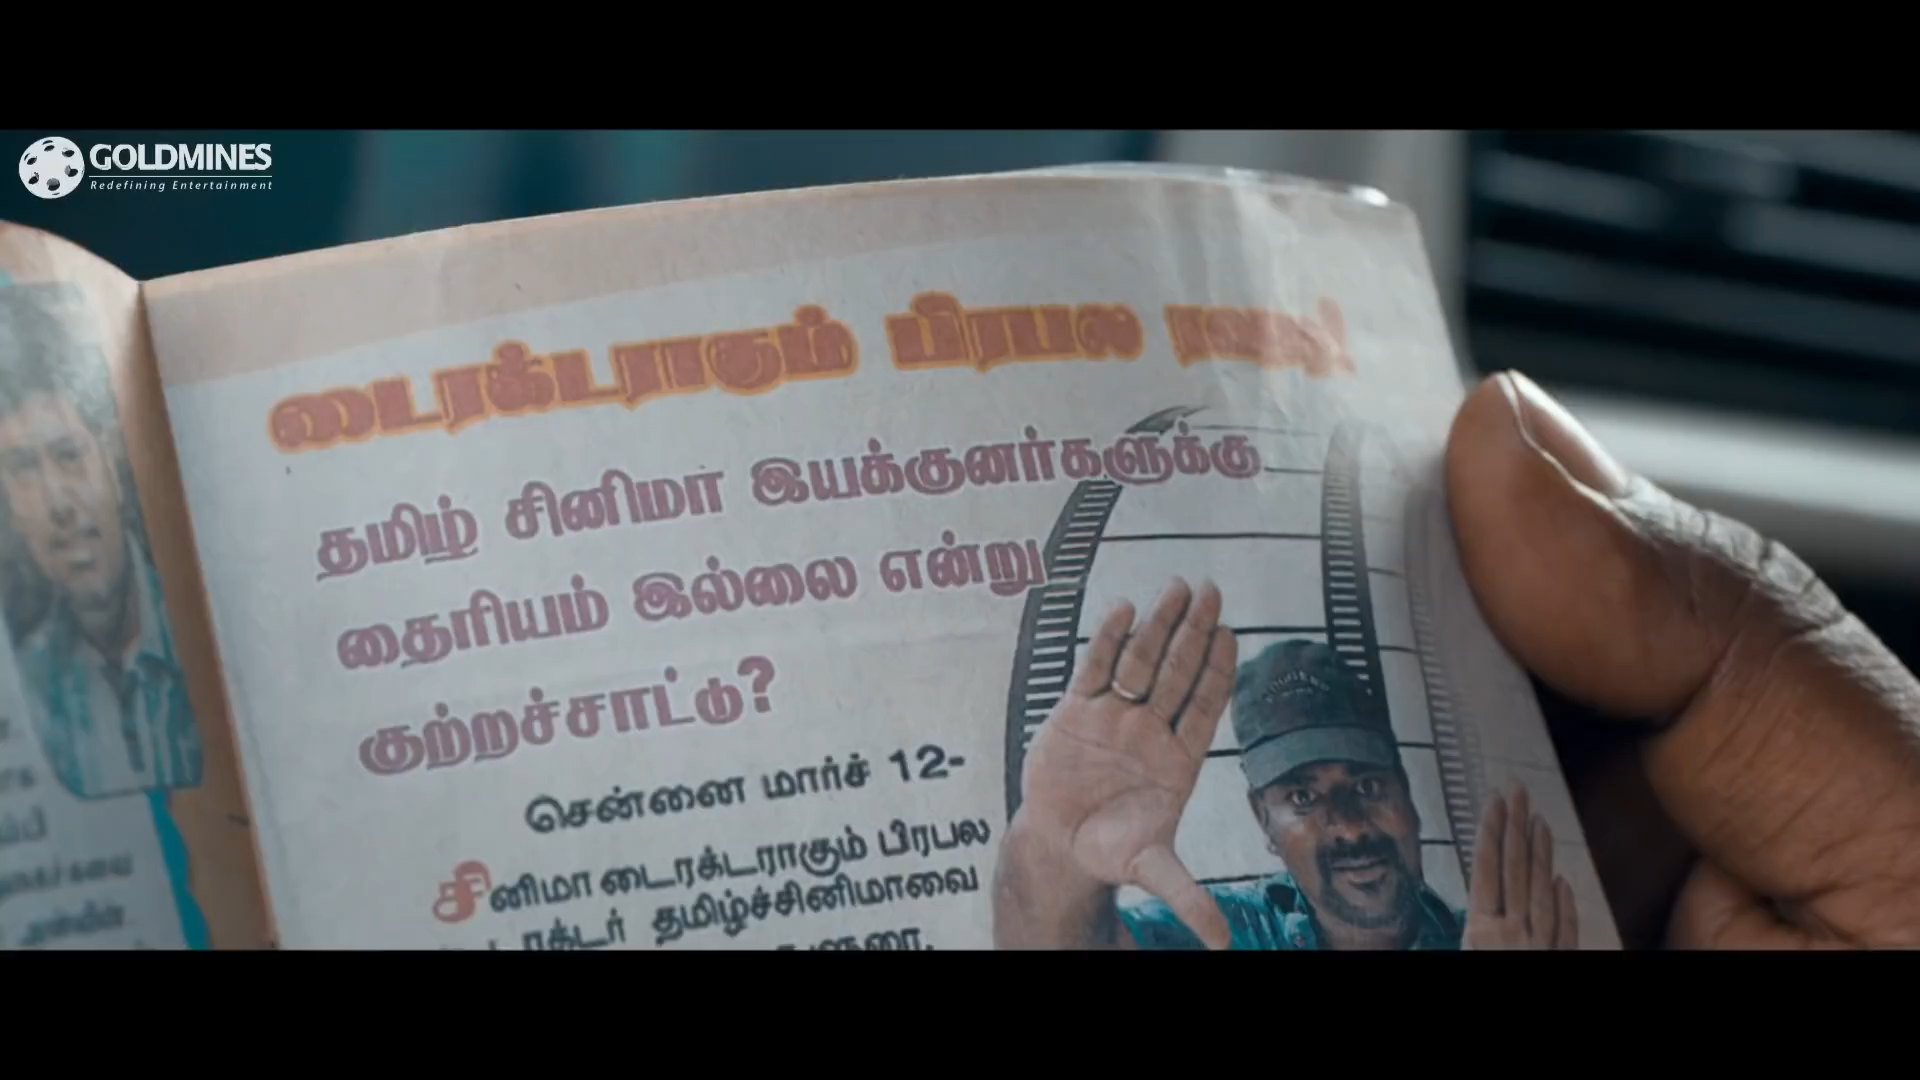 GOLDMINES
Redefining Entertainment
டைரக்டராகும் பிரபல
தமிழ் சினிமா இயக்குனர்களுக்கு
தைரியம் இல்லை என்று
குற்றச்சாட்டு?
சென்னை மார்ச் 12-
சினிமா டைரக்டராகும் பிரபல
தமிழ்ச்சினிமாவை